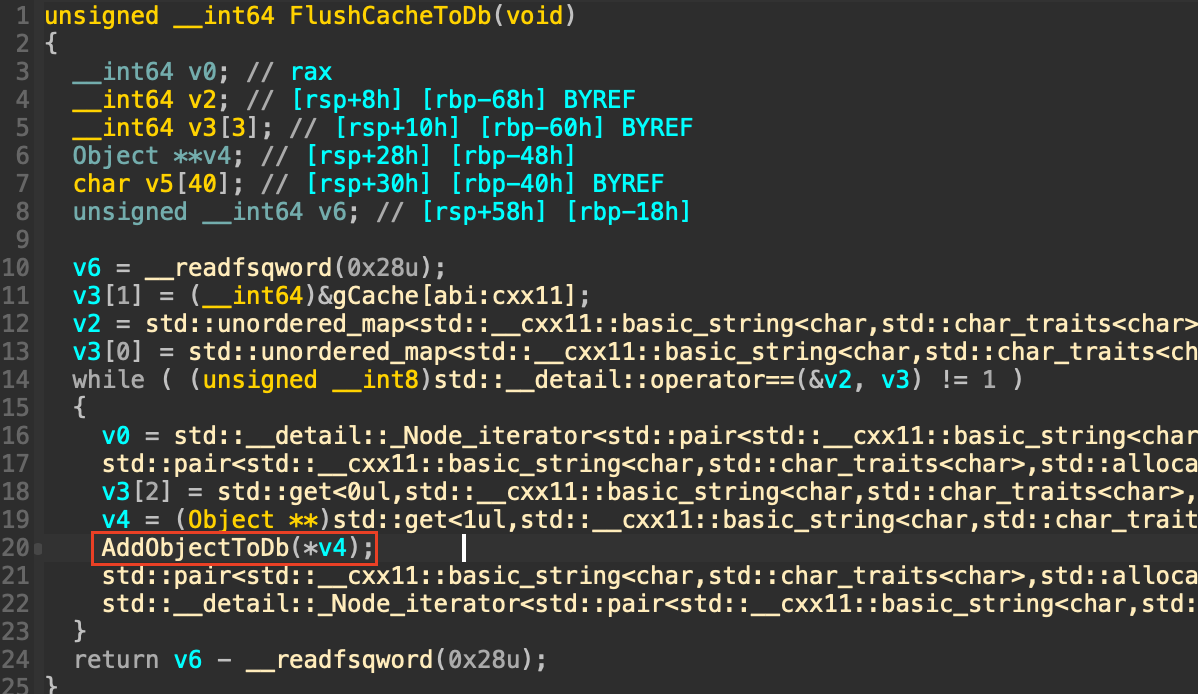 1 unsigned __int64 FlushCacheToDb(void)
2 {
3 __int64 v0; // rax
4 __int64 v2; // [rsp+8h] [rbp-68h] BYREF
5 __int64 v3[3]; // [rsp+10h] [rbp-60h] BYREF
6 Object **v4; // [rsp+28h] [rbp-48h]
7 char v5[40]; // [rsp+30h] [rbp-40h] BYREF
8 unsigned __int64 v6; // [rsp+58h] [rbp-18h]
9
10 v6 = __readfsqword(0x28u);
11 v3[1] = (__int64)&gCache[abi:cxx11];
12 v2 = std::unordered_map<std::__cxx11::basic_string<char,std::char_traits<char>
13 v3[0] = std::unordered_map<std::__cxx11::basic_string<char,std::char_traits<ch
14 while ( (unsigned __int8)std::__detail::operator==(&v2, v3) != 1 )
15 {
16 v0 = std::__detail::_Node_iterator<std::pair<std::__cxx11::basic_string<char
17 std::pair<std::__cxx11::basic_string<char,std::char_traits<char>,std::alloca
18 v3[2] = std::get<0ul,std::__cxx11::basic_string<char,std::char_traits<char>,
19 v4 = (Object **)std::get<1ul,std::__cxx11::basic_string<char,std::char_trait
20 AddObjectToDb(*v4);
21 std::pair<std::__cxx11::basic_string<char,std::char_traits<char>,std::alloca
22 std::__detail::_Node_iterator<std::pair<std::__cxx11::basic_string<char,std:
23 }
24 return v6 - __readfsqword(0x28u);
25 }